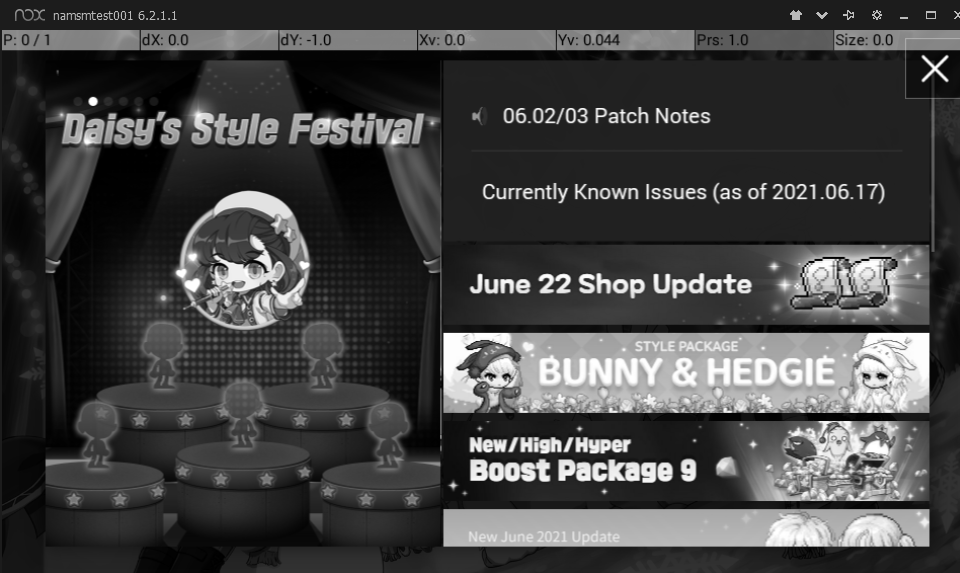 nox namsmtest001 6.2.1.1
P: 0 / 1 dX: 0.0 dY: -1.0 Xv: 0.0 Yv: 0.044 Prs: 1.0 Size: 0.0
Daisy's Style Festival
06.02/03 Patch Notes
Currently Known Issues (as of 2021.06.17)
June 22 Shop Update
STYLE PACKAGE
BUNNY & HEDGIE
New/High/Hyper
Boost Package 9
New June 2021 Update